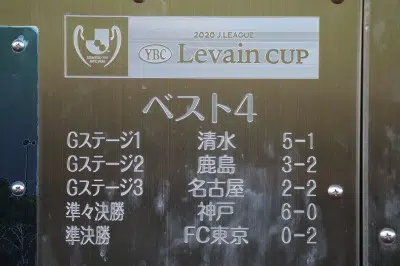 2020 J.LEAGUE
YBC Levain CUP
ベスト4
Gステージ1 清水 5-1
Gステージ2 鹿島 3-2
Gステージ3 名古屋 2-2
準々決勝 神戸 6-0
準決勝 FC東京 0-2